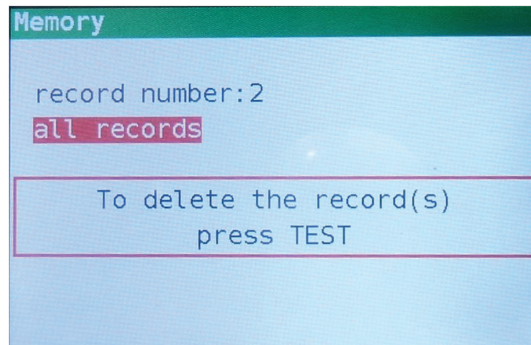 Memory
record number:2
all records
To delete the record(s)
press TEST